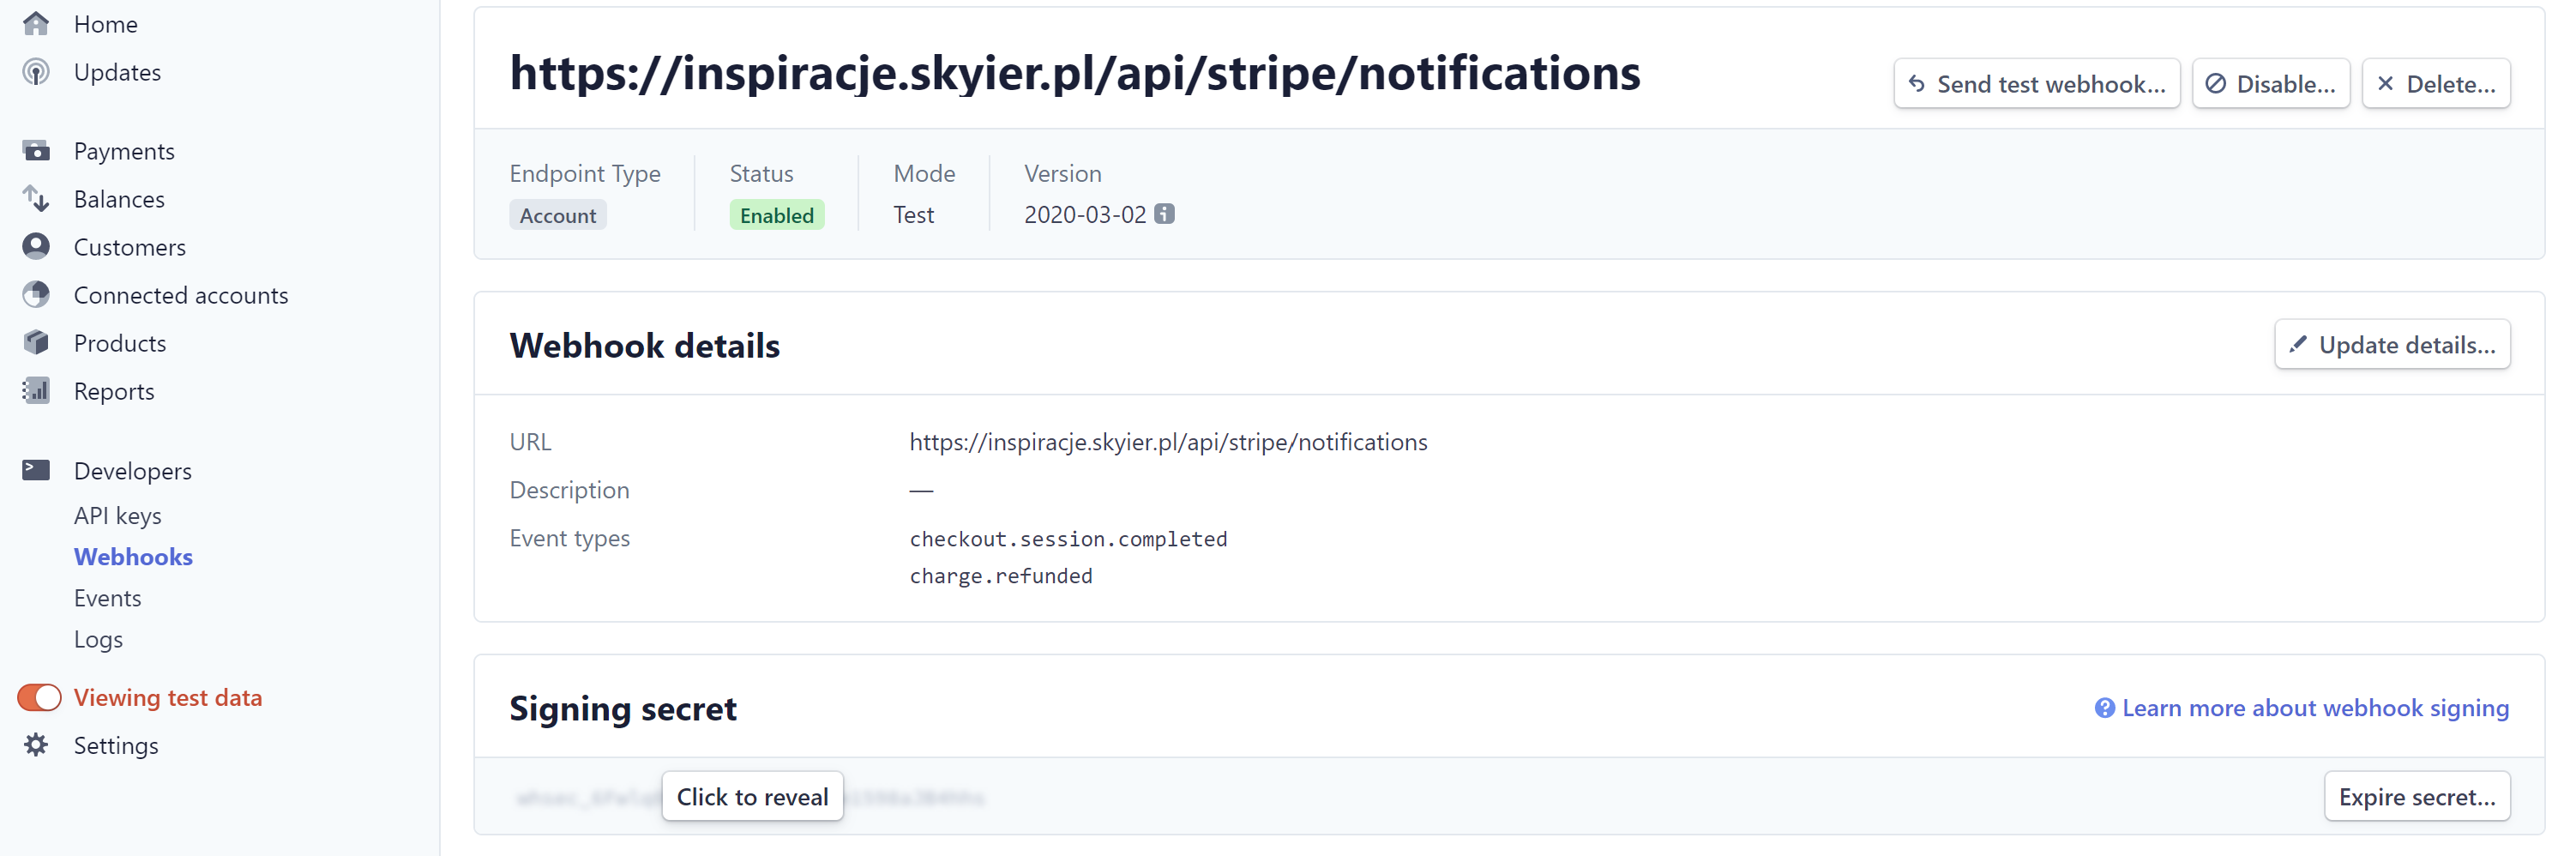 Home
Updates
Payments
Balances
Customers
Connected accounts
Products
Reports
Developers
API keys
Webhooks
Events
Logs
Viewing test data
Settings
https://inspiracje.skyier.pl/api/stripe/notifications
Send test webhook...
Disable...
Delete...
Endpoint Type
Account
Status
Enabled
Mode
Test
Version
2020-03-02
Webhook details
Update details...
URL
https://inspiracje.skyier.pl/api/stripe/notifications
Description
—
Event types
checkout.session.completed
charge.refunded
Signing secret
Learn more about webhook signing
Click to reveal
Expire secret...